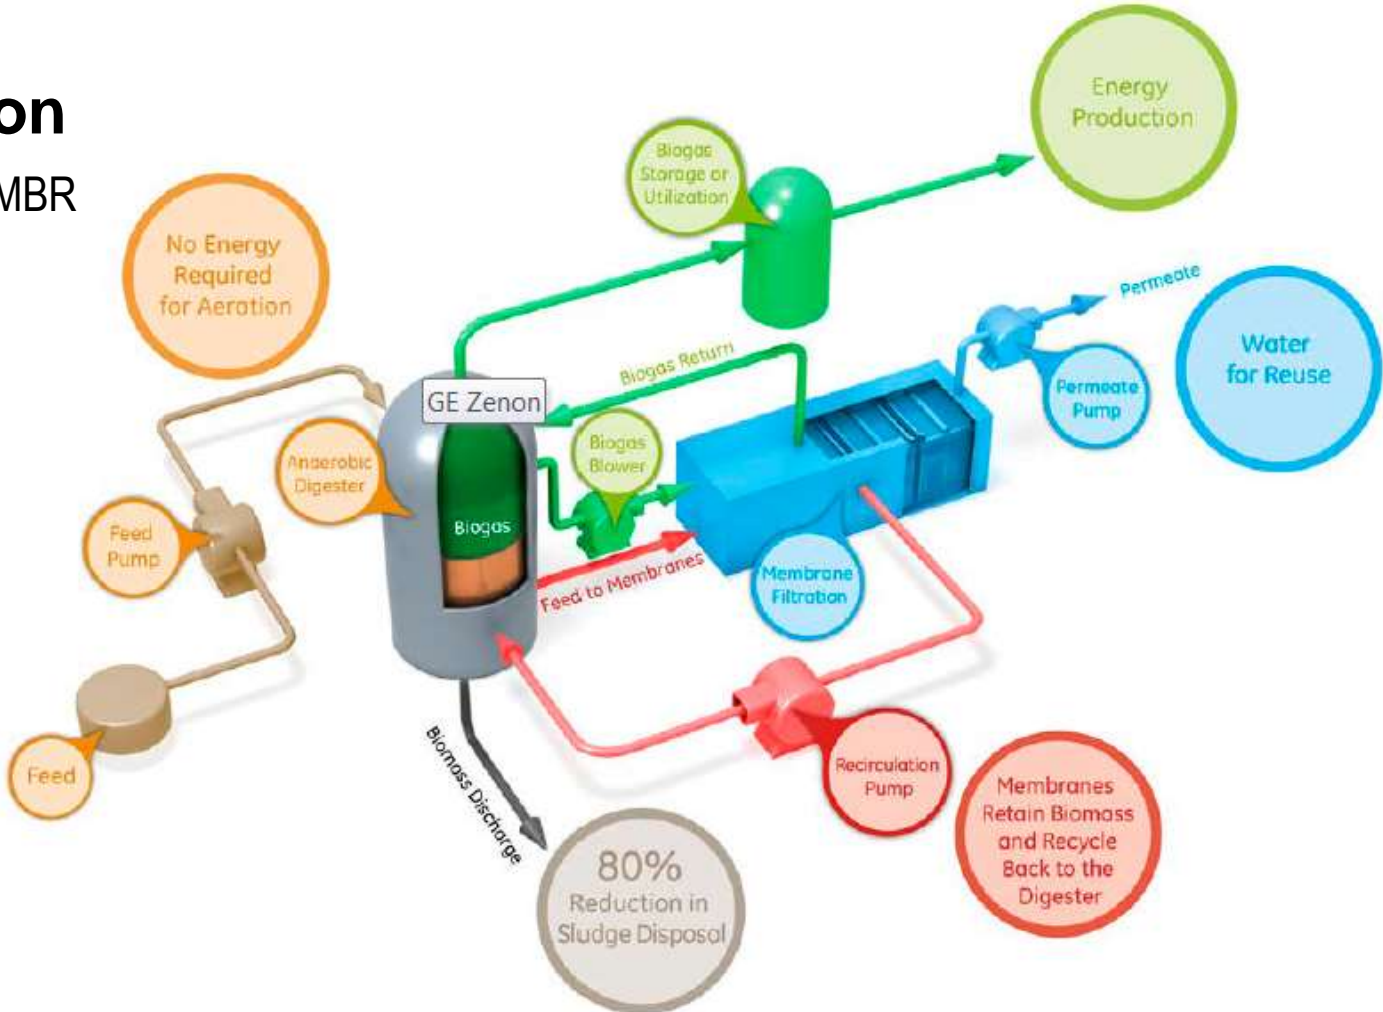 on
MBR
Energy
Production
Biogas
Storage or
Utilization
No Energy
Required
for Aeration
Permeate
Water
for Reuse
Biogas Return
Permeate
Pump
GE Zenon
Biogas
Blower
Anaerobic
Digester
Biogas
Feed
Pump
Feed to Membranes
Membrane
Filtration
Feed
Biomass Discharge
Recirculation
Pump
Membranes
Retain Biomass
and Recycle
Back to the
Digester
80%
Reduction in
Sludge Disposal